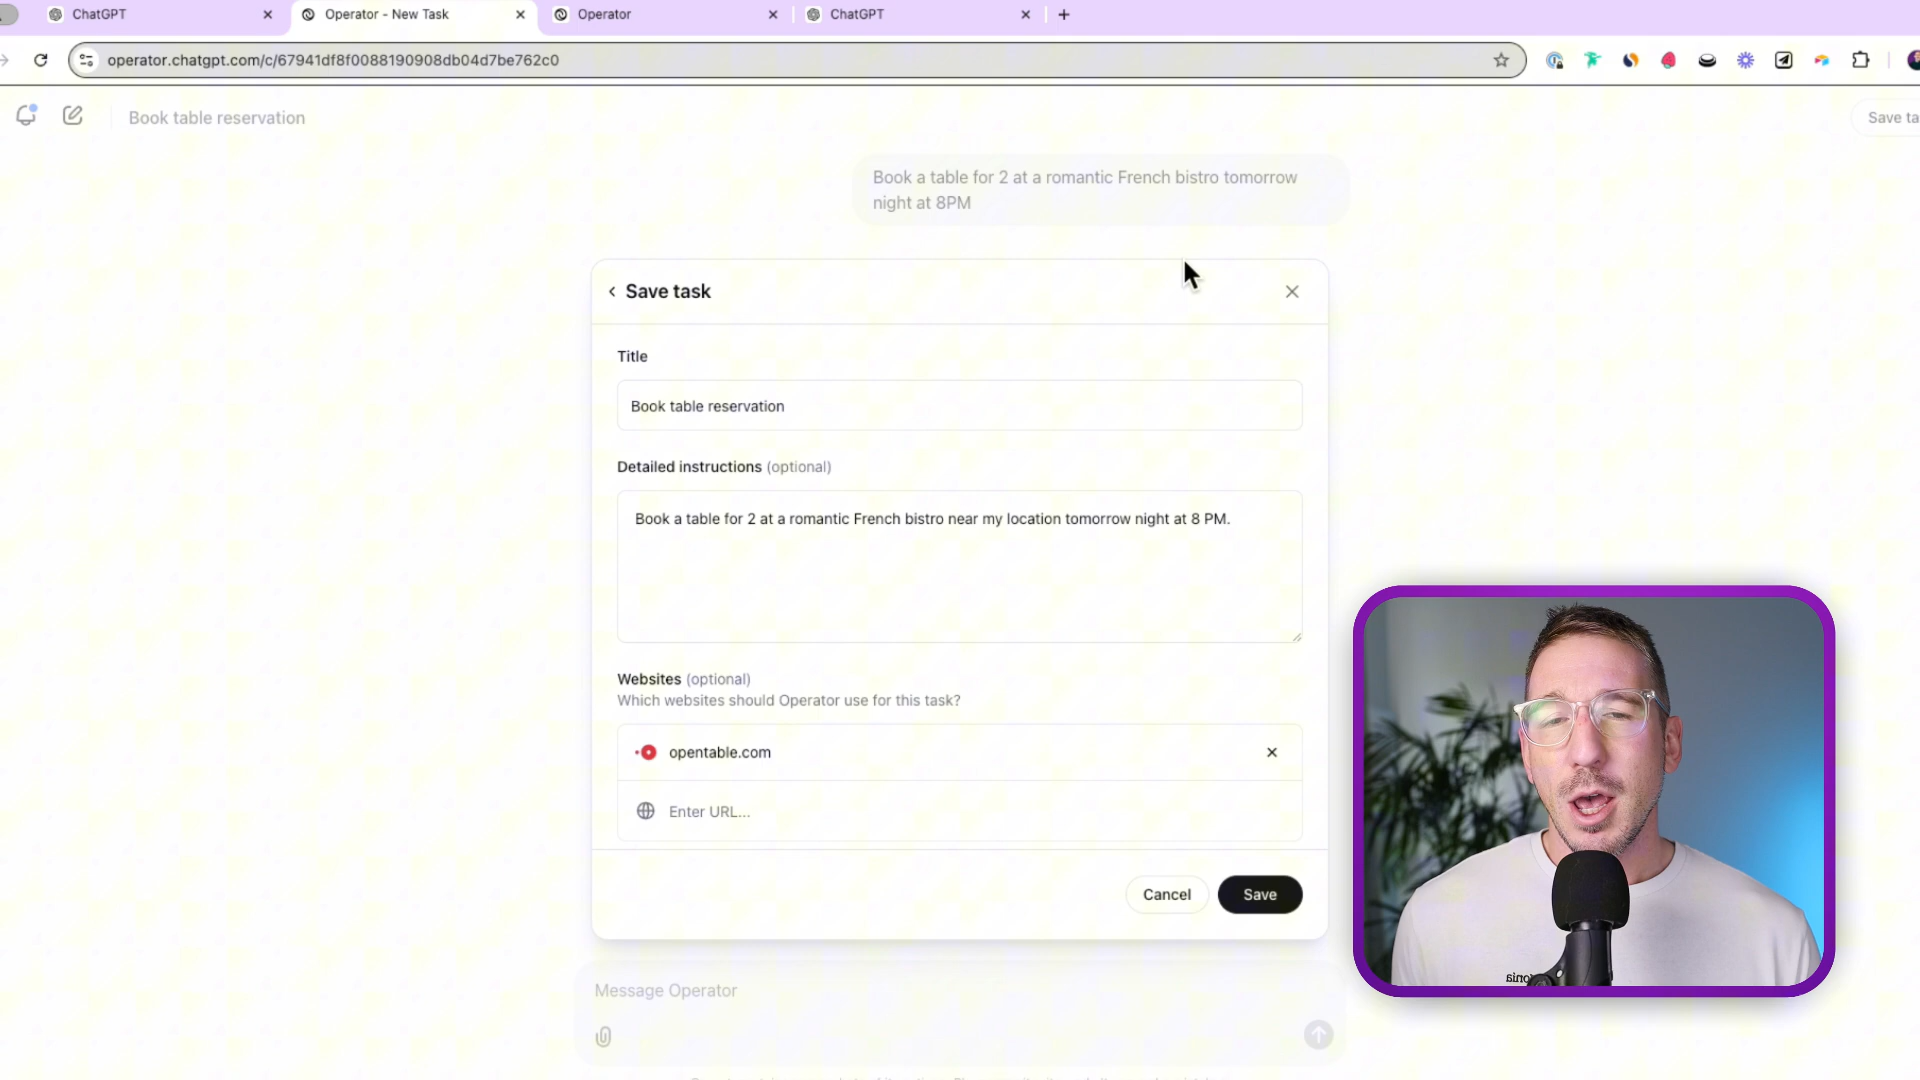 ChatGPT
Operator - New Task
Operator
ChatGPT
operator.chatgpt.com/c/67941df8f0088190908db04d7be762c0
Book table reservation
Save ta
Book a table for 2 at a romantic French bistro tomorrow
night at 8PM
Save task
Title
Book table reservation
Detailed instructions (optional)
Book a table for 2 at a romantic French bistro near my location tomorrow night at 8 PM.
Websites (optional)
Which websites should Operator use for this task?
opentable.com
Enter URL...
Cancel
Save
Message Operator